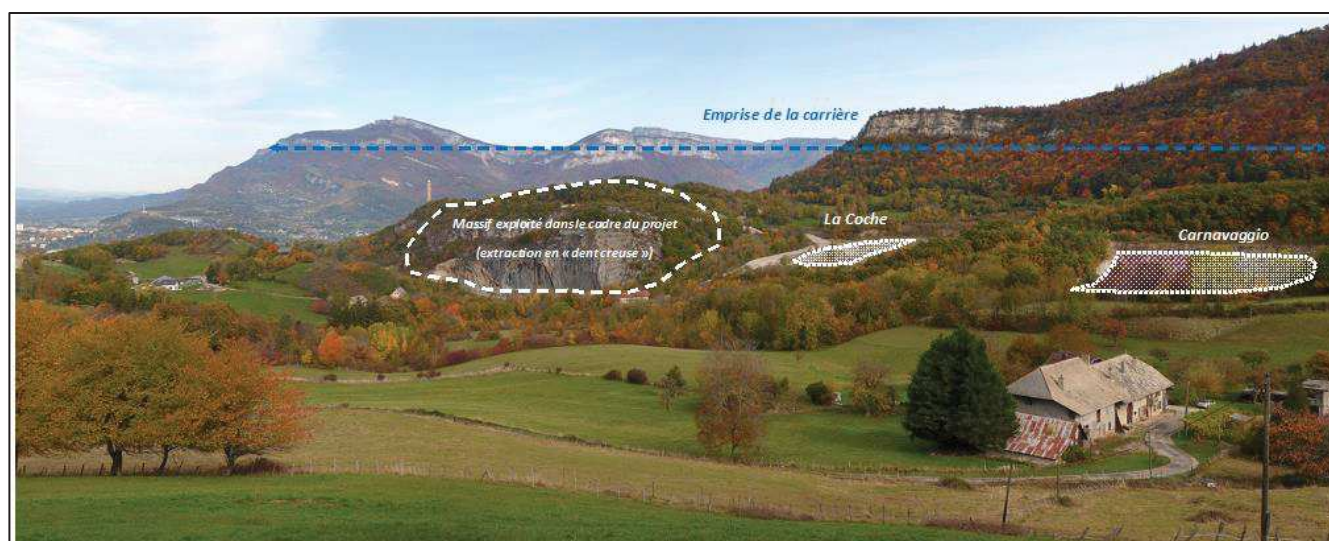 Emprise de la carrière
La Coche
Massif exploité dans le cadre du projet
(extraction en « dent creuse »)
Carnavaggio